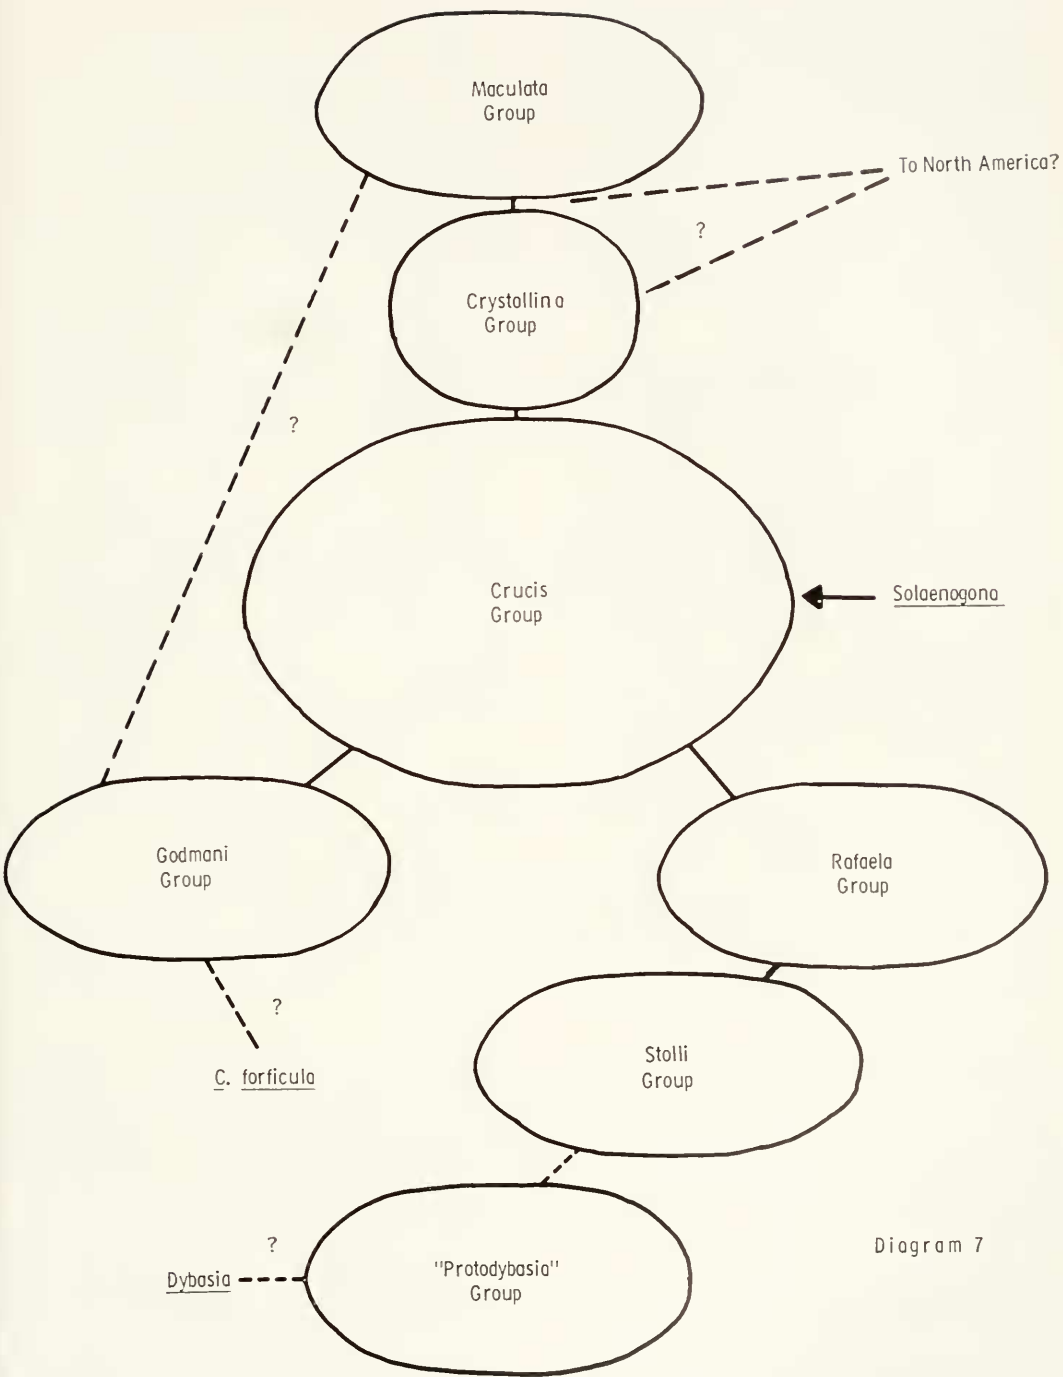 Maculata
Group
To North America?
?
Crystallina
Group
?
Crucis
Group
Solaenogona
Godmani
Group
Rafaela
Group
?
C. forficula
Stolli
Group
?
Dybasia
"Protodybasia"
Group
Diagram 7